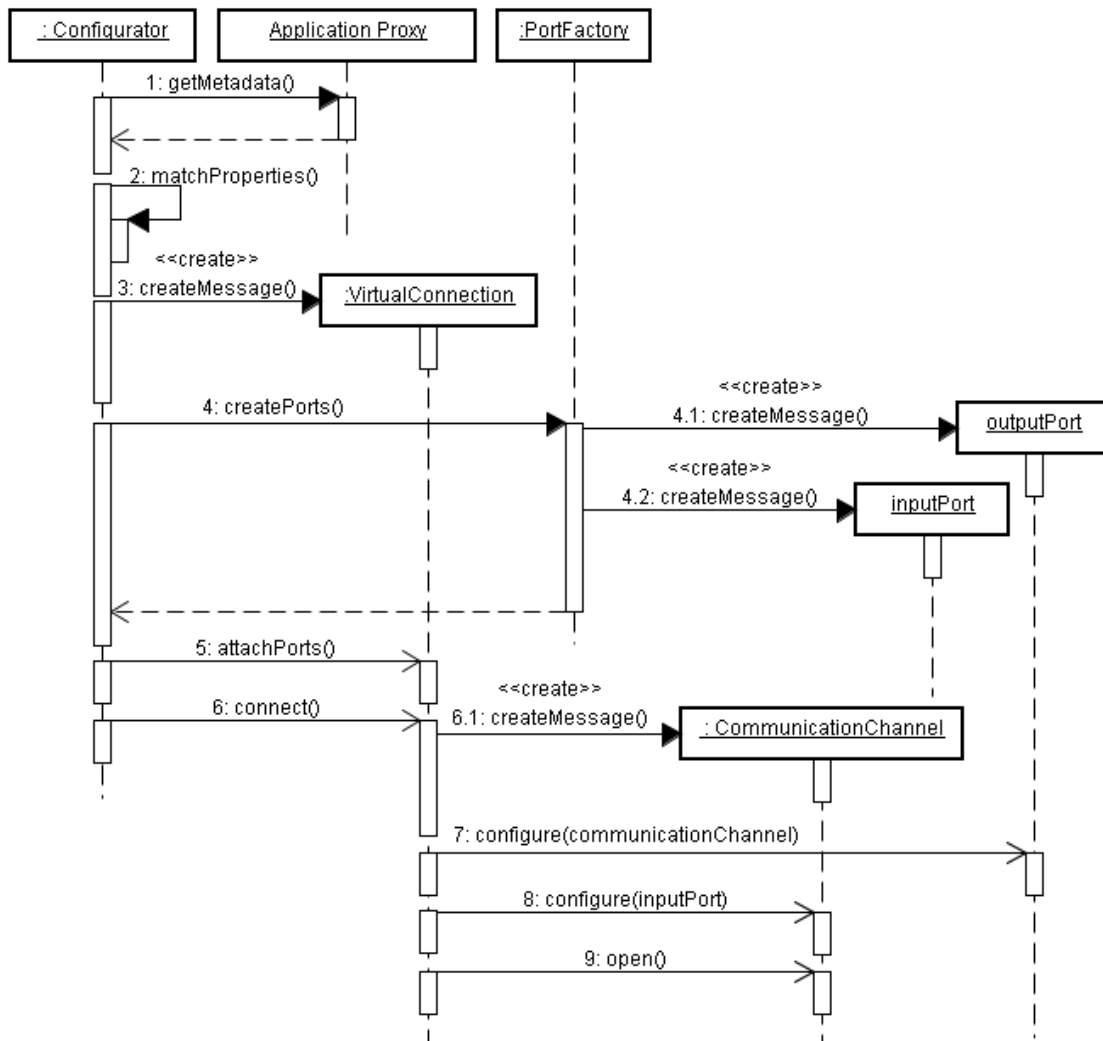 : Configurator
Application Proxy
:PortFactory
1: getMetadata()
2: matchProperties()
<<create>>
3: createMessage()
:VirtualConnection
<<create>>
4: createPorts()
4.1: createMessage()
outputPort
<<create>>
4.2: createMessage()
inputPort
5: attachPorts()
<<create>>
6: connect()
6.1: createMessage()
: CommunicationChannel
7: configure(communicationChannel)
8: configure(inputPort)
9: open()